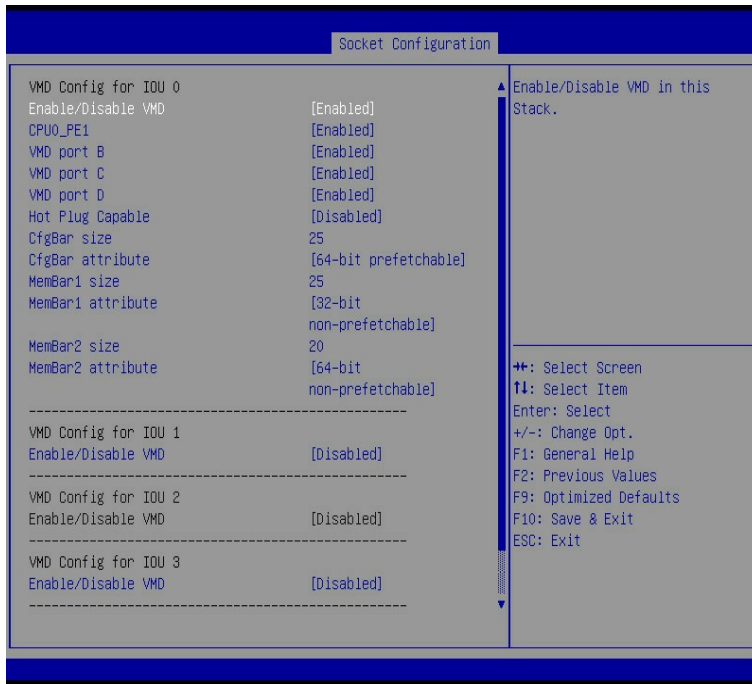 Socket Configuration
VMD Config for IOU 0
Enable/Disable VMD [Enabled]
CPU0_PE1 [Enabled]
VMD port B [Enabled]
VMD port C [Enabled]
VMD port D [Enabled]
Hot Plug Capable [Disabled]
CfgBar size 25
CfgBar attribute [64-bit prefetchable]
MemBar1 size 25
MemBar1 attribute [32-bit
non-prefetchable]
MemBar2 size 20
MemBar2 attribute [64-bit
non-prefetchable]
--------------------------------------------------
VMD Config for IOU 1
Enable/Disable VMD [Disabled]
--------------------------------------------------
VMD Config for IOU 2
Enable/Disable VMD [Disabled]
--------------------------------------------------
VMD Config for IOU 3
Enable/Disable VMD [Disabled]
--------------------------------------------------
Enable/Disable VMD in this
Stack.
→←: Select Screen
↑↓: Select Item
Enter: Select
+/-: Change Opt.
F1: General Help
F2: Previous Values
F9: Optimized Defaults
F10: Save & Exit
ESC: Exit